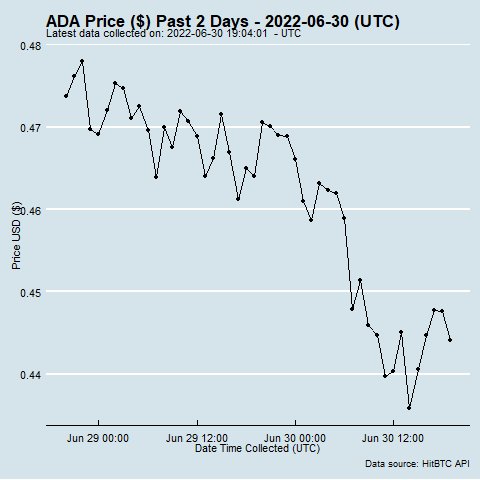 ADA Price ($) Past 2 Days - 2022-06-30 (UTC)
Latest data collected on: 2022-06-30 19:04:01 - UTC
0.48
0.47
0.46
0.45
0.44
Price USD ($)
Jun 29 00:00 Jun 29 12:00 Jun 30 00:00 Jun 30 12:00
Date Time Collected (UTC)
Data source: HitBTC API